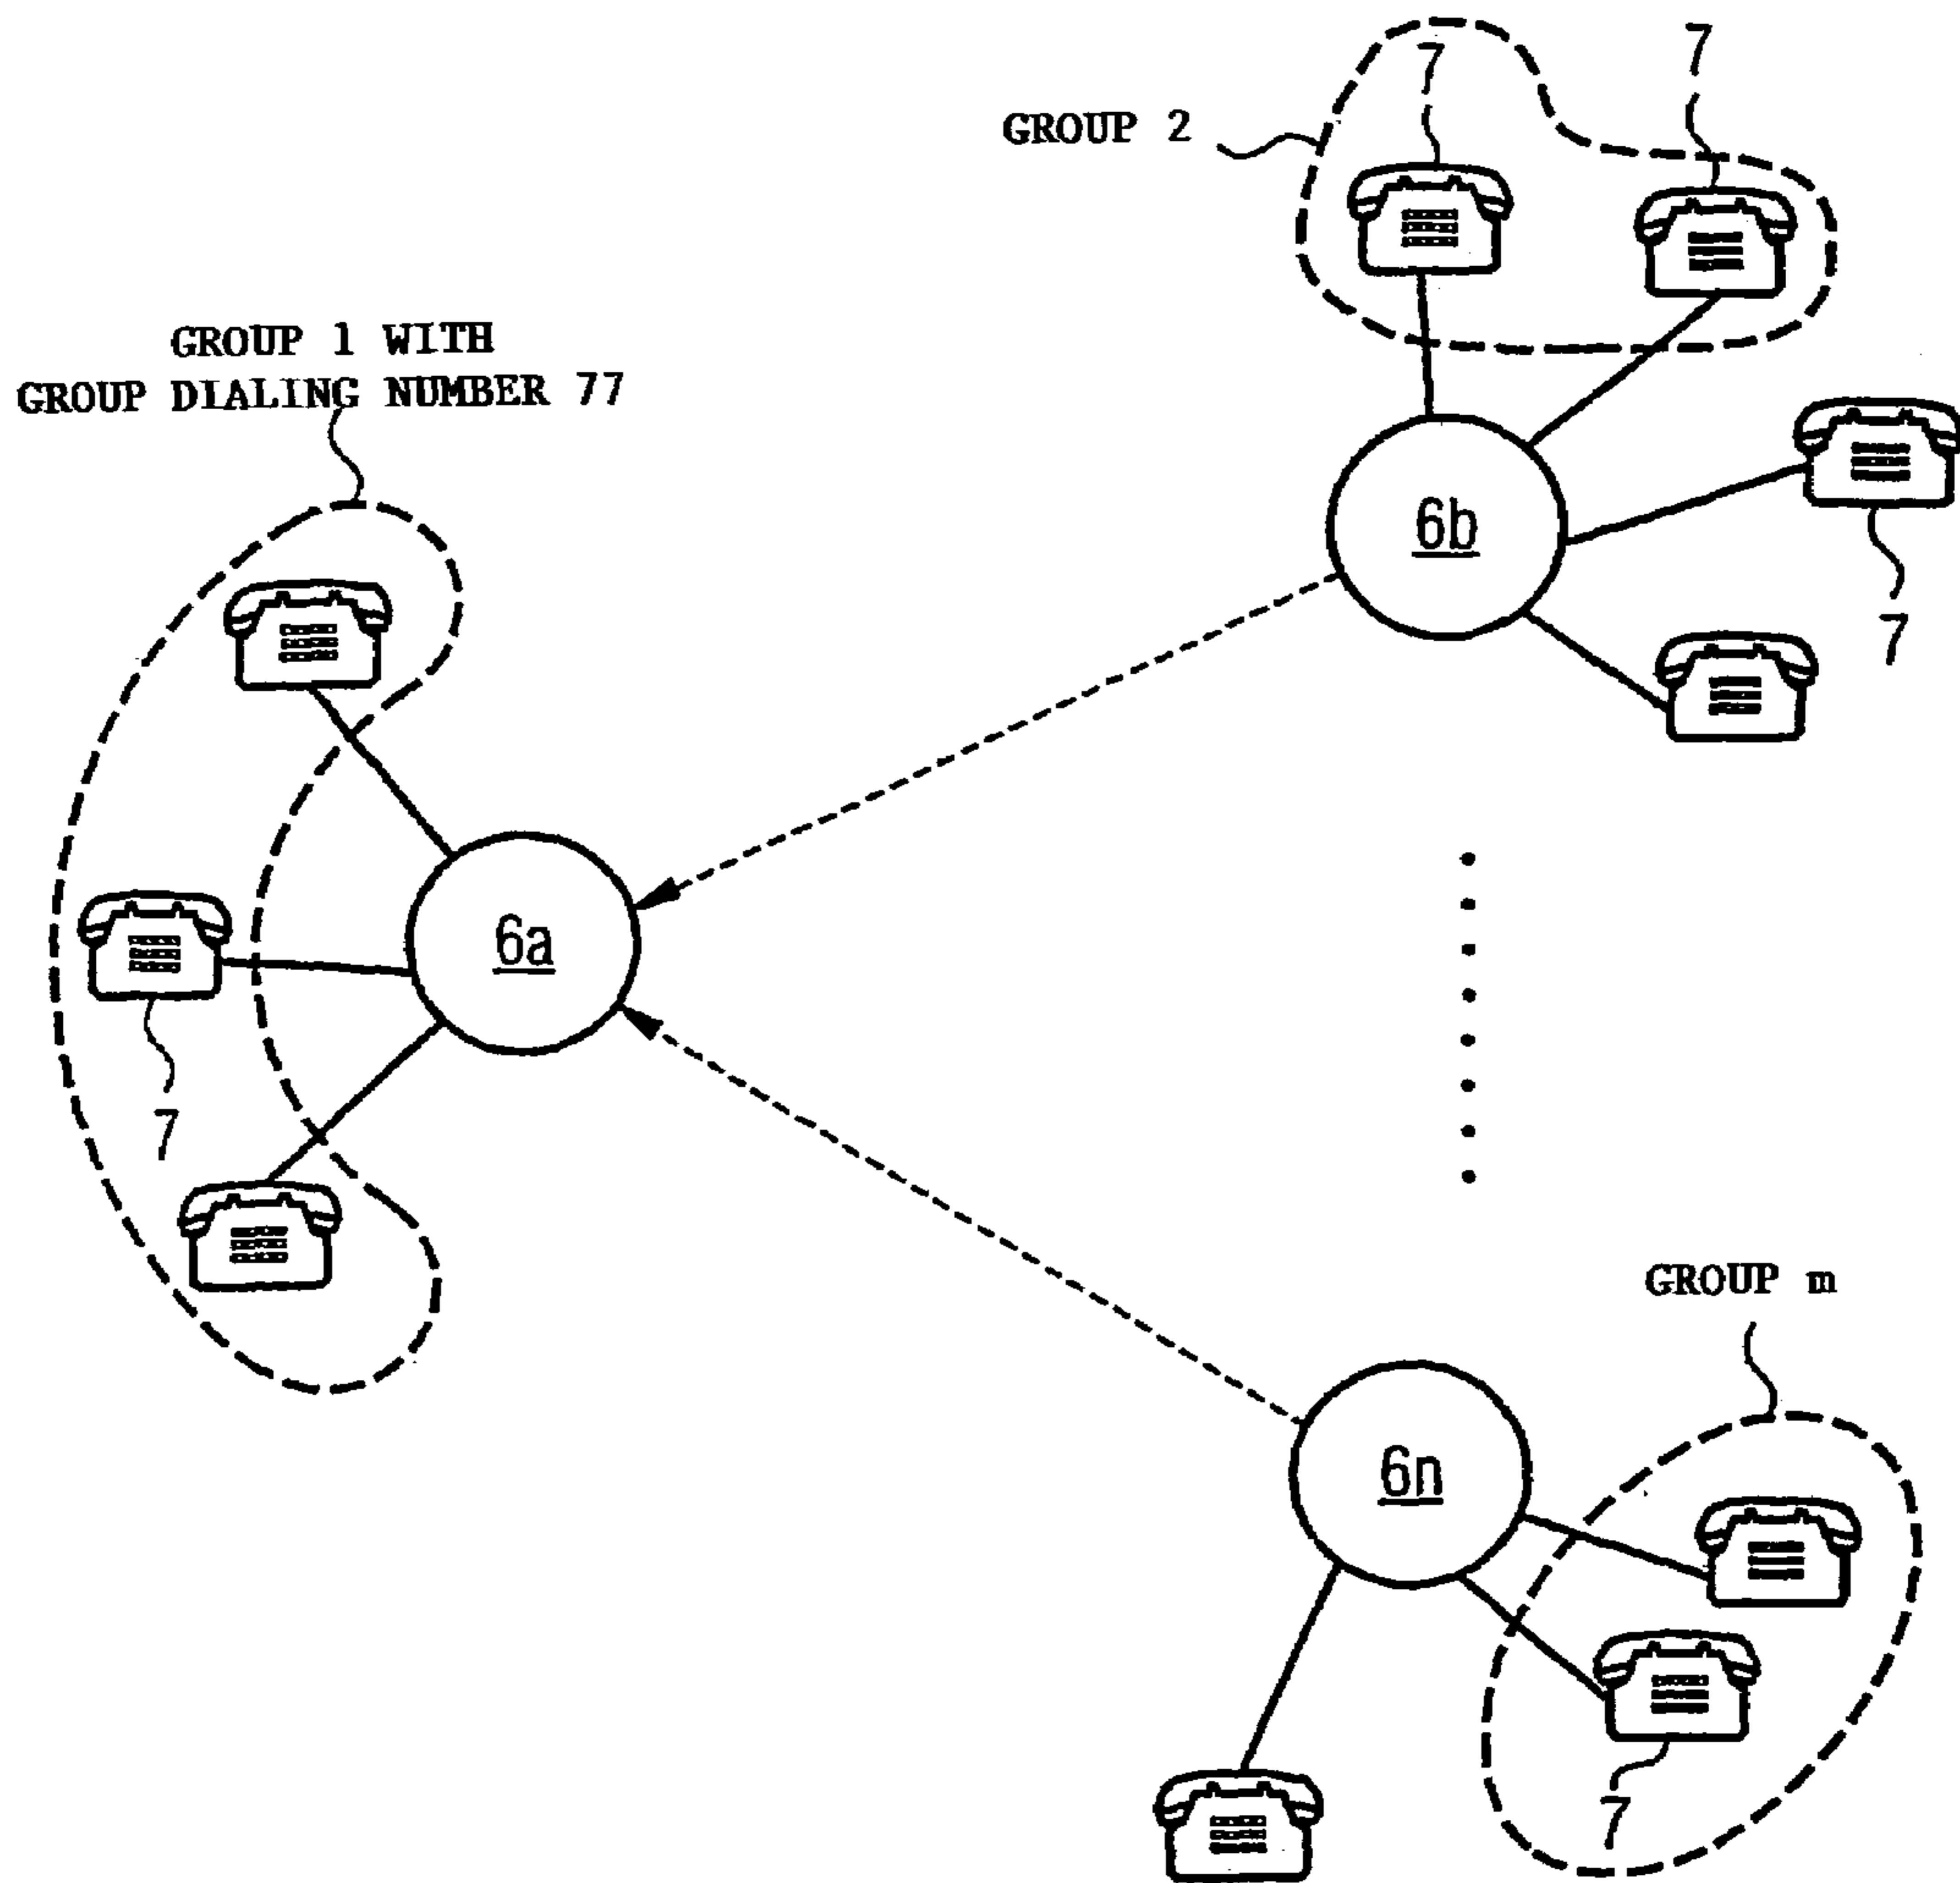 7
7
GROUP 2
GROUP 1 WITH
GROUP DIALING NUMBER 77
6b
7
6a
7
GROUP m
6n
7